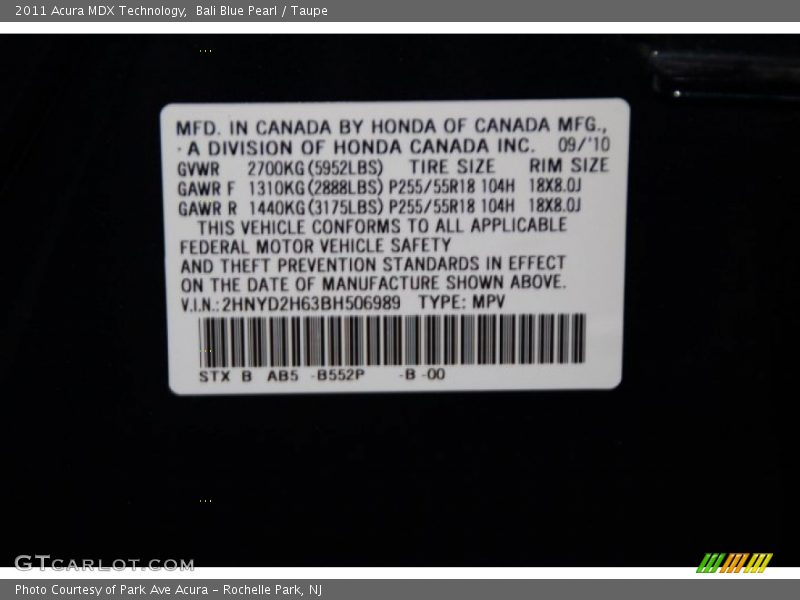 2011 Acura MDX Technology,  Bali Blue Pearl / Taupe
MFD. IN CANADA BY HONDA OF CANADA MFG.,
A DIVISION OF HONDA CANADA INC. 09/'10
GVWR 2700KG(5952LBS) TIRE SIZE RIM SIZE
GAWR F 1310KG(2888LBS) P255/55R18 104H 18X8.0J
GAWR R 1440KG(3175LBS) P255/55R18 104H 18X8.0J
THIS VEHICLE CONFORMS TO ALL APPLICABLE
FEDERAL MOTOR VEHICLE SAFETY
AND THEFT PREVENTION STANDARDS IN EFFECT
ON THE DATE OF MANUFACTURE SHOWN ABOVE.
V.I.N.:2HNYD2H63BH506989 TYPE: MPV
STX B AB5 -B552P -B -00
GTCARLOT.COM
Photo Courtesy of Park Ave Acura - Rochelle Park, NJ